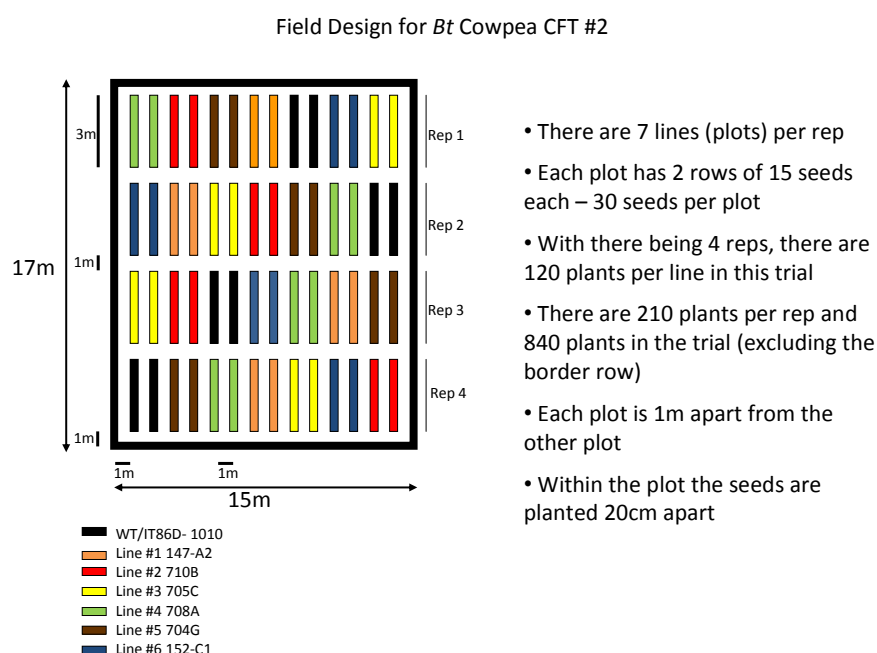 Field Design for Bt Cowpea CFT #2
3m
Rep 1
Rep 2
17m
1m
Rep 3
Rep 4
1m
1m
1m
15m
WT/IT86D- 1010
Line #1 147-A2
Line #2 710B
Line #3 705C
Line #4 708A
Line #5 704G
Line #6 152-C1
• There are 7 lines (plots) per rep
• Each plot has 2 rows of 15 seeds
each – 30 seeds per plot
• With there being 4 reps, there are
120 plants per line in this trial
• There are 210 plants per rep and
840 plants in the trial (excluding the
border row)
• Each plot is 1m apart from the
other plot
• Within the plot the seeds are
planted 20cm apart